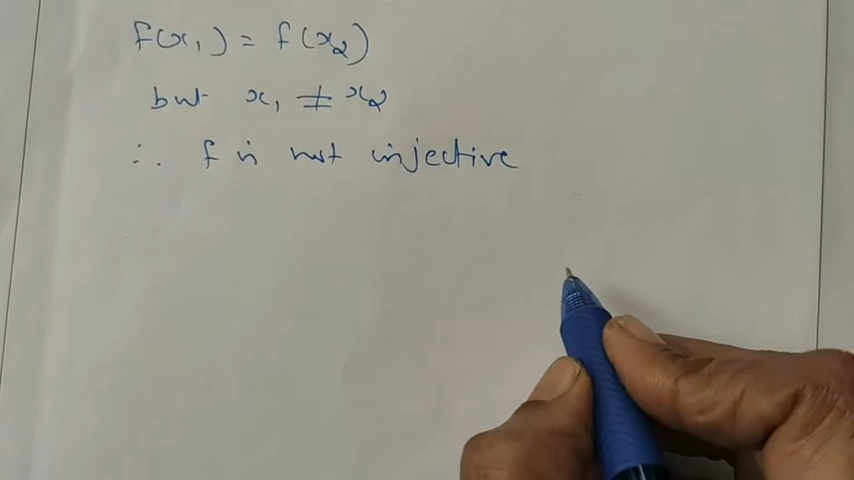 f(x₁) = f(x₂)
but x₁ ≠ x₂
∴ f is not injective